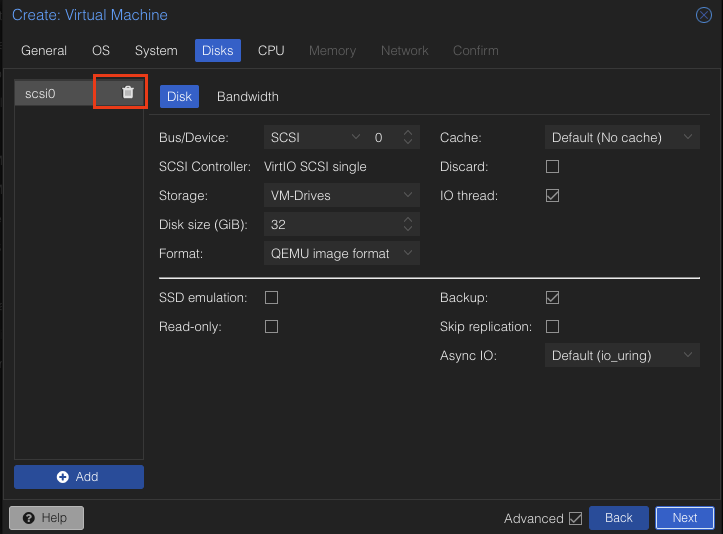 Create: Virtual Machine
General OS System Disks CPU Memory Network Confirm
scsi0
Disk Bandwidth
Bus/Device: SCSI 0 Cache: Default (No cache)
SCSI Controller: VirtIO SCSI single Discard:
Storage: VM-Drives IO thread:
Disk size (GiB): 32
Format: QEMU image format
SSD emulation: Backup:
Read-only: Skip replication:
Async IO: Default (io_uring)
Add
Help Advanced Back Next